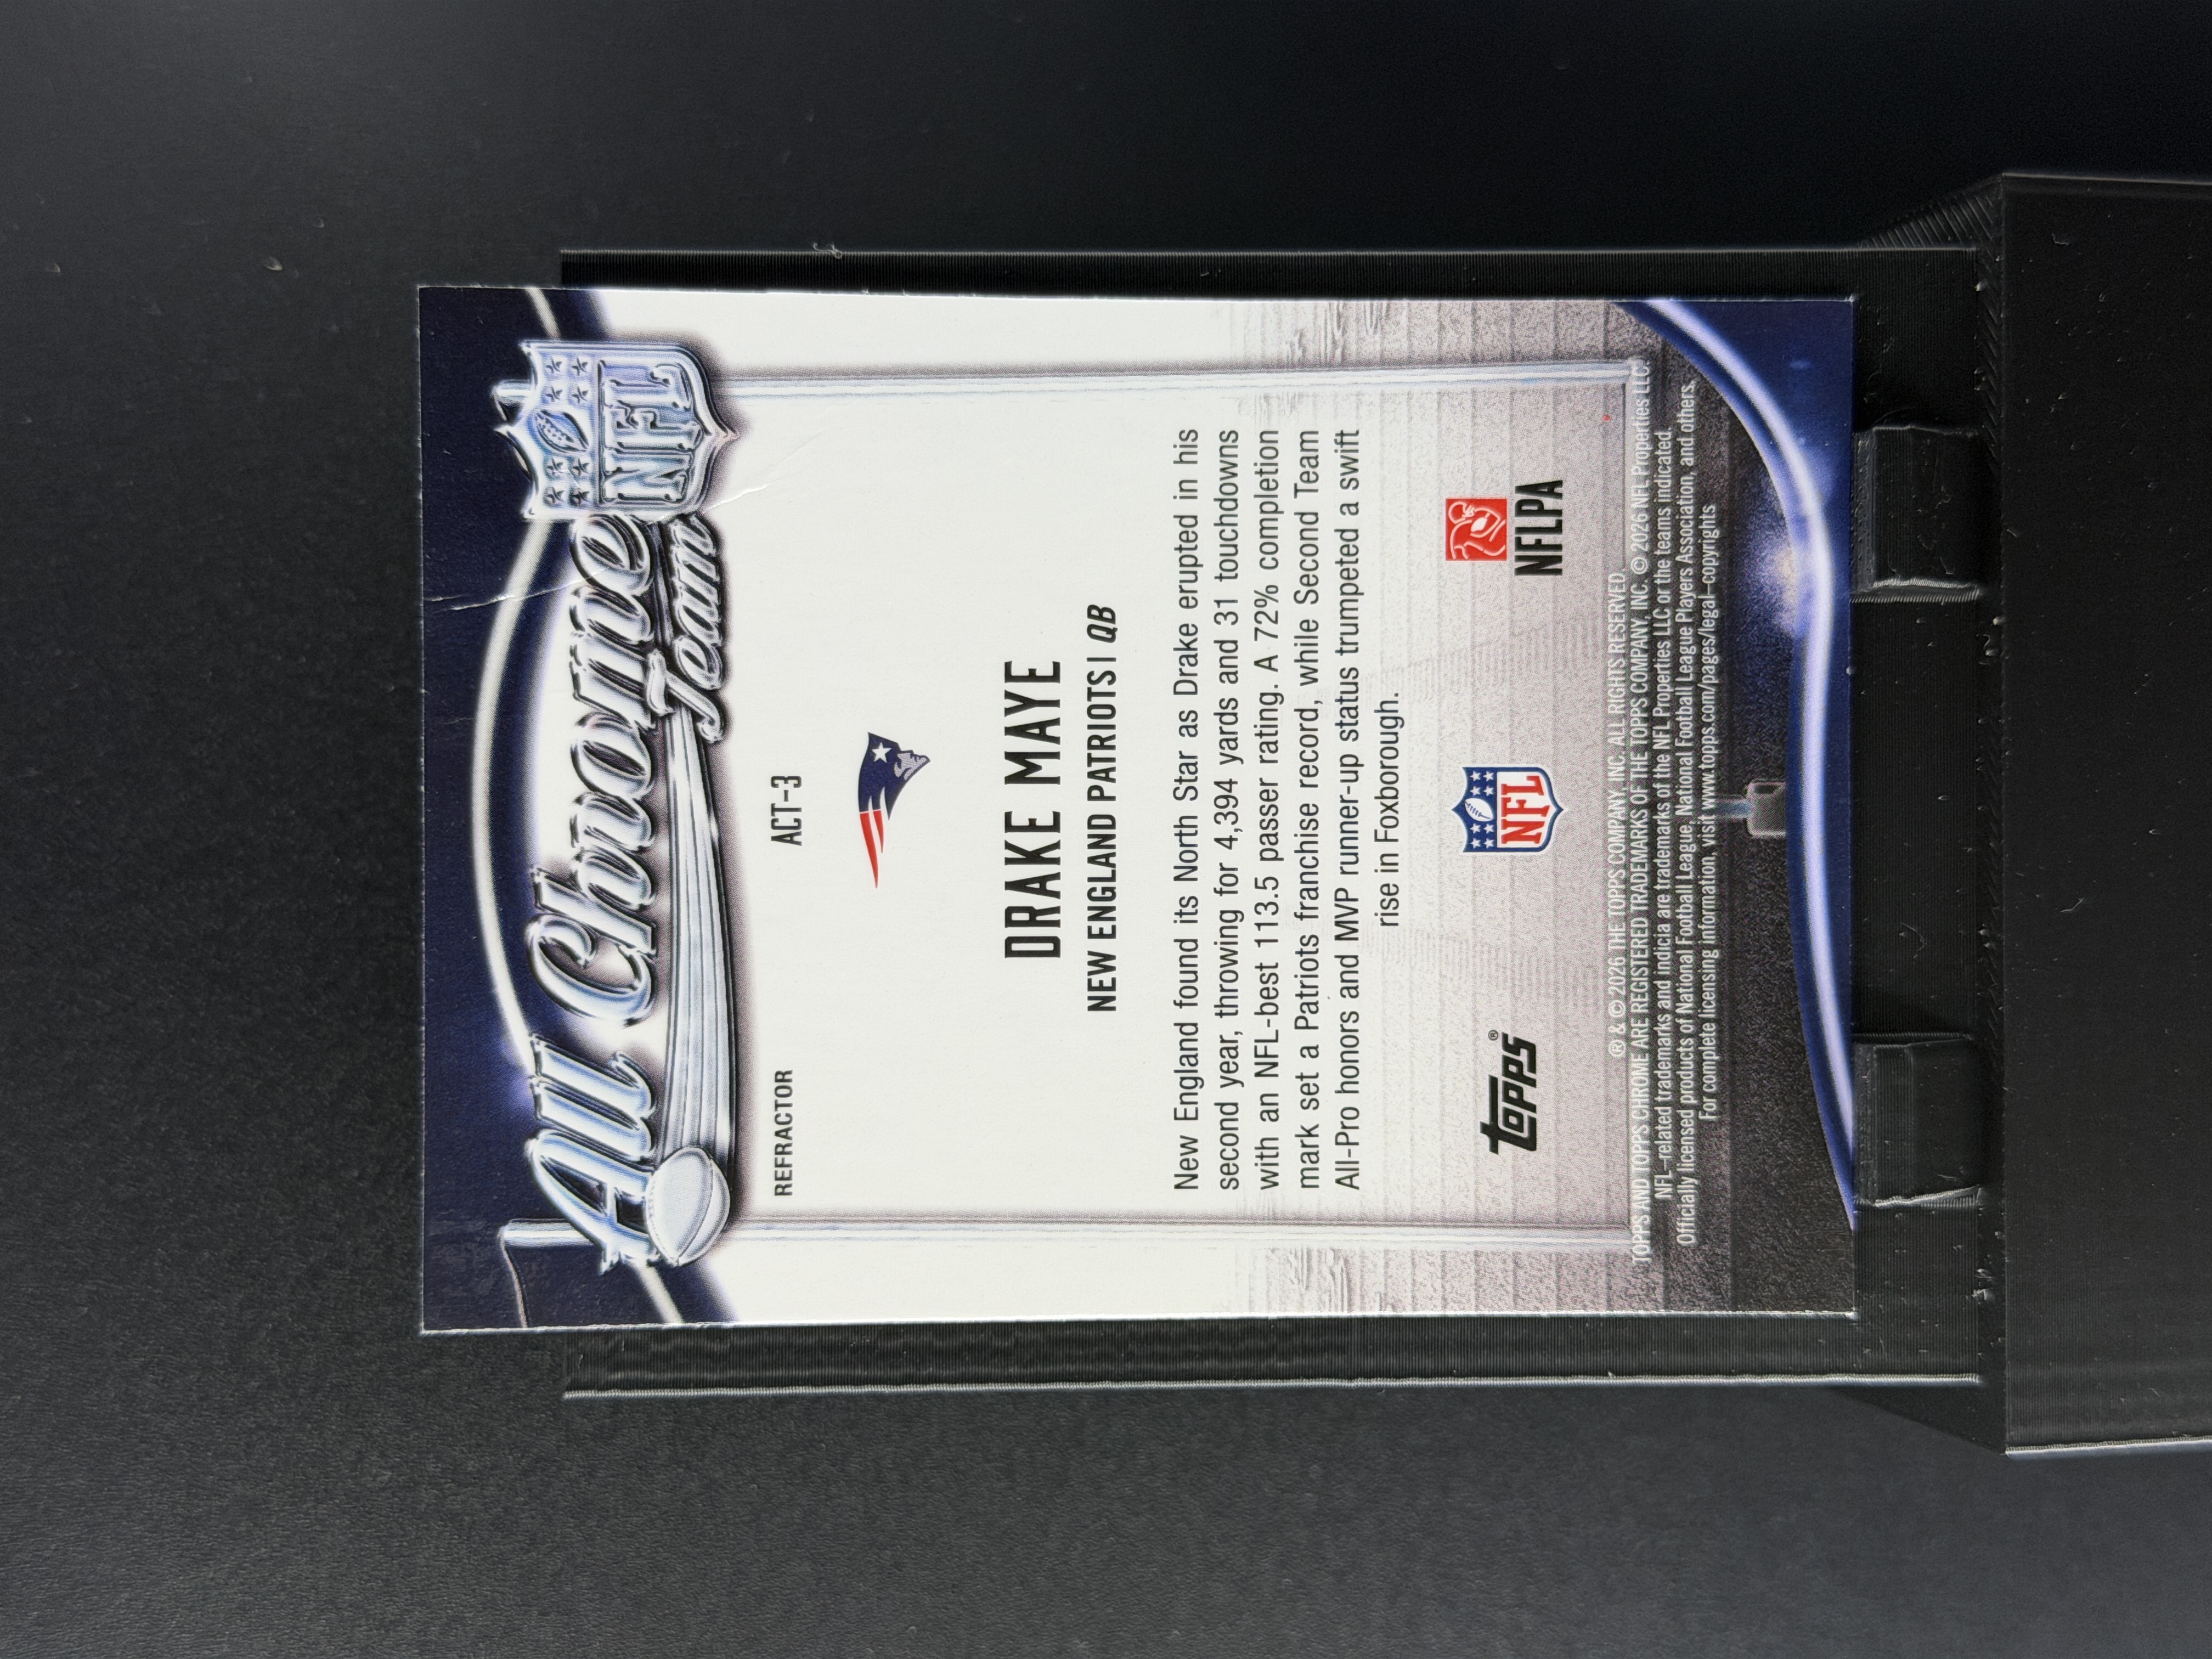 All Chrome
Team
NFL
REFRACTOR
ACT-3
DRAKE MAYE
NEW ENGLAND PATRIOTS | QB
New England found its North Star as Drake erupted in his
second year, throwing for 4,394 yards and 31 touchdowns
with an NFL-best 113.5 passer rating. A 72% completion
mark set a Patriots franchise record, while Second Team
All-Pro honors and MVP runner-up status trumpeted a swift
rise in Foxborough.
topps®
NFL
NFLPA
® & © 2026 THE TOPPS COMPANY, INC. ALL RIGHTS RESERVED.
TOPPS AND TOPPS CHROME ARE REGISTERED TRADEMARKS OF THE TOPPS COMPANY, INC. © 2026 NFL Properties LLC.
NFL-related trademarks and indicia are trademarks of the NFL Properties LLC or the teams indicated.
Officially licensed products of National Football League, National Football League Players Association, and others.
For complete licensing information, visit www.topps.com/pages/legal-copyrights